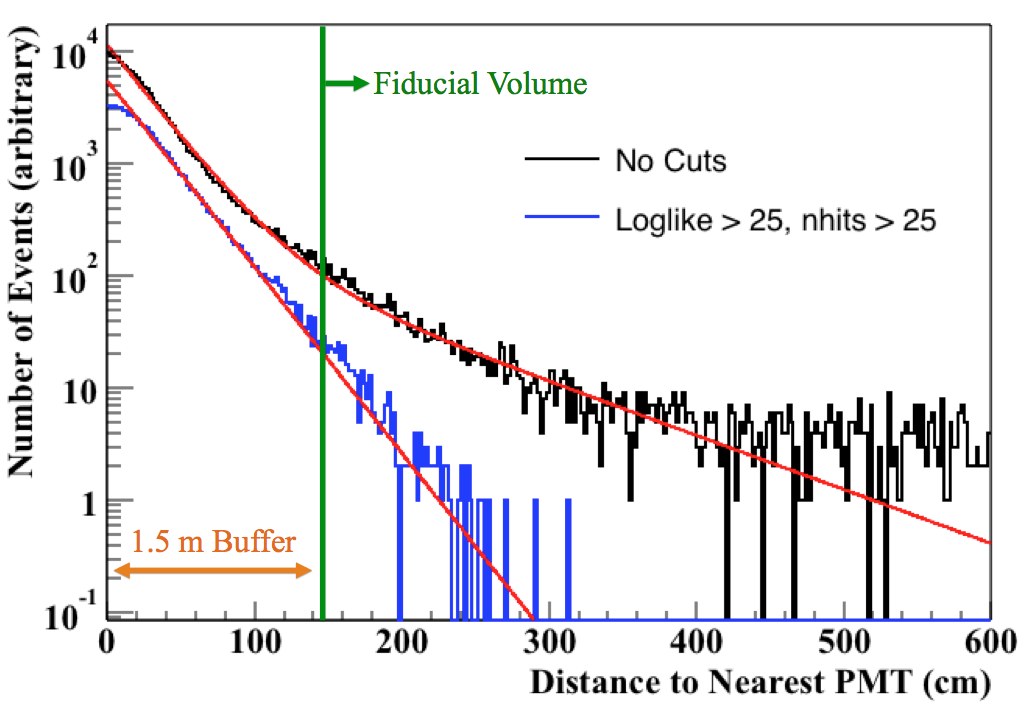 Number of Events (arbitrary)
10^4
10^3
10^2
10
1
10^-1
Fiducial Volume
No Cuts
Loglike > 25, nhits > 25
1.5 m Buffer
0 100 200 300 400 500 600
Distance to Nearest PMT (cm)